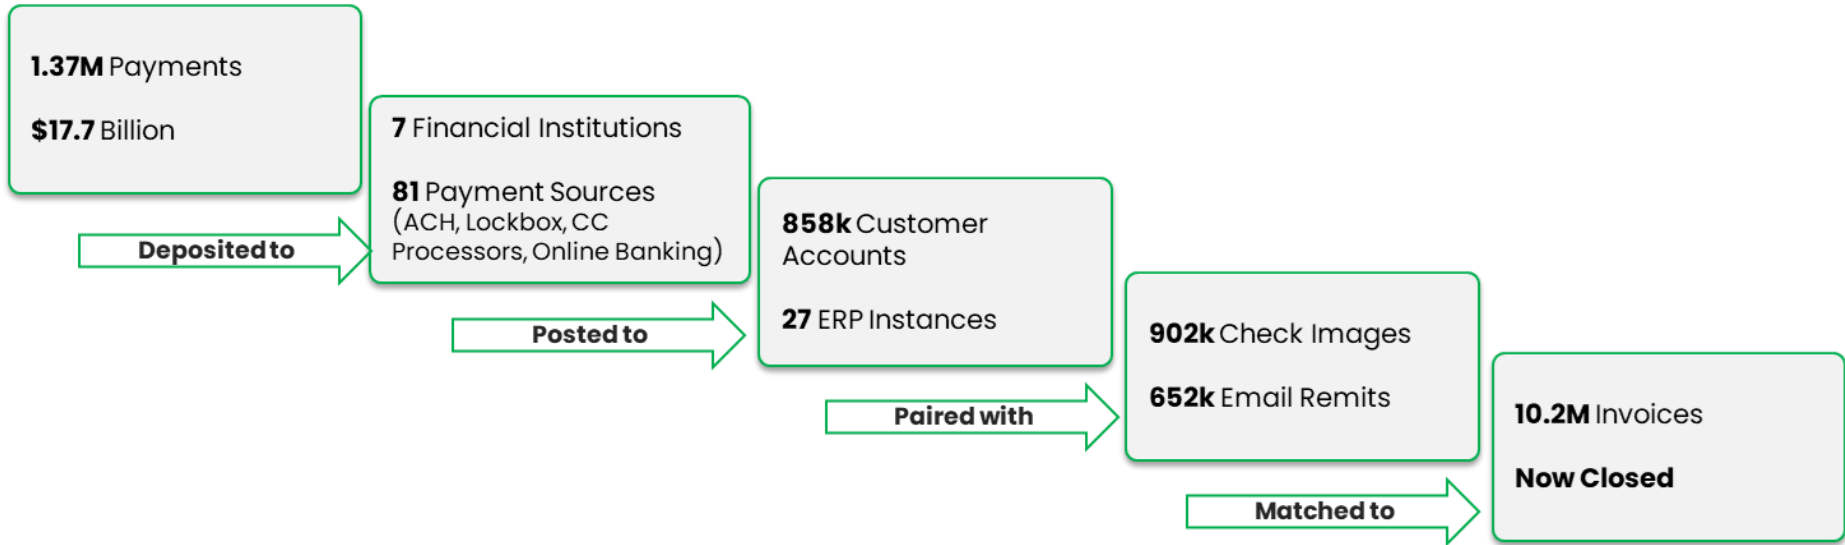 1.37M Payments
$17.7 Billion
Deposited to
7 Financial Institutions
81 Payment Sources
(ACH, Lockbox, CC
Processors, Online Banking)
Posted to
858k Customer
Accounts
27 ERP Instances
Paired with
902k Check Images
652k Email Remits
Matched to
10.2M Invoices
Now Closed